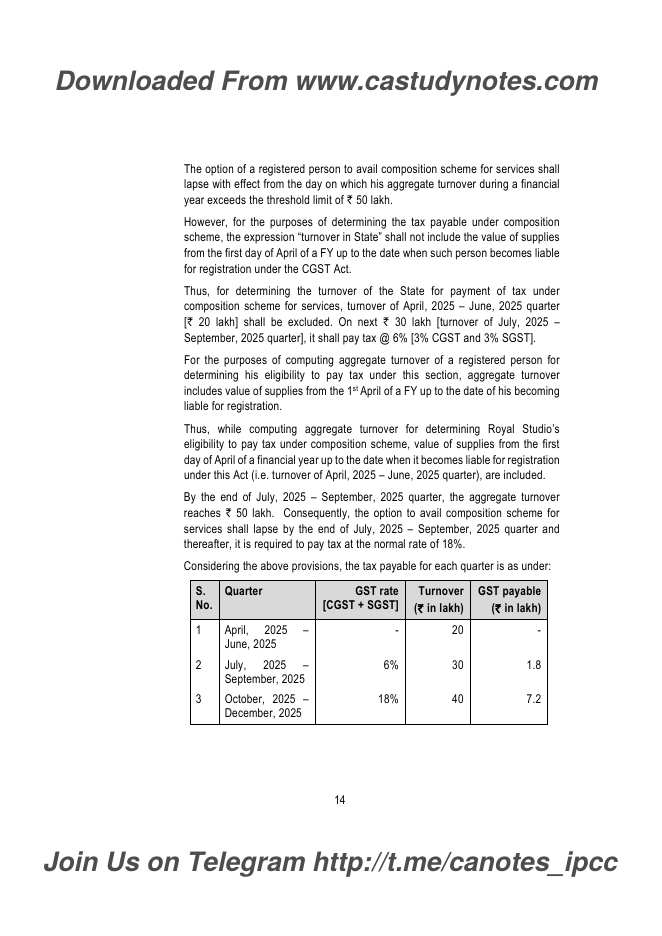 Downloaded From www.castudynotes.com
The option of a registered person to avail composition scheme for services shall
lapse with effect from the day on which his aggregate turnover during a financial
year exceeds the threshold limit of ₹ 50 lakh.
However, for the purposes of determining the tax payable under composition
scheme, the expression “turnover in State” shall not include the value of supplies
from the first day of April of a FY up to the date when such person becomes liable
for registration under the CGST Act.
Thus, for determining the turnover of the State for payment of tax under
composition scheme for services, turnover of April, 2025 – June, 2025 quarter
[₹ 20 lakh] shall be excluded. On next ₹ 30 lakh [turnover of July, 2025 –
September, 2025 quarter], it shall pay tax @ 6% [3% CGST and 3% SGST].
For the purposes of computing aggregate turnover of a registered person for
determining his eligibility to pay tax under this section, aggregate turnover
includes value of supplies from the 1st April of a FY up to the date of his becoming
liable for registration.
Thus, while computing aggregate turnover for determining Royal Studio’s
eligibility to pay tax under composition scheme, value of supplies from the first
day of April of a financial year up to the date when it becomes liable for registration
under this Act (i.e. turnover of April, 2025 – June, 2025 quarter), are included.
By the end of July, 2025 – September, 2025 quarter, the aggregate turnover
reaches ₹ 50 lakh. Consequently, the option to avail composition scheme for
services shall lapse by the end of July, 2025 – September, 2025 quarter and
thereafter, it is required to pay tax at the normal rate of 18%.
Considering the above provisions, the tax payable for each quarter is as under:
S. Quarter GST rate Turnover GST payable
No. [CGST + SGST] (₹ in lakh) (₹ in lakh)
1 April, 2025 – - 20 -
June, 2025
2 July, 2025 – 6% 30 1.8
September, 2025
3 October, 2025 – 18% 40 7.2
December, 2025
14
Join Us on Telegram http://t.me/canotes_ipcc